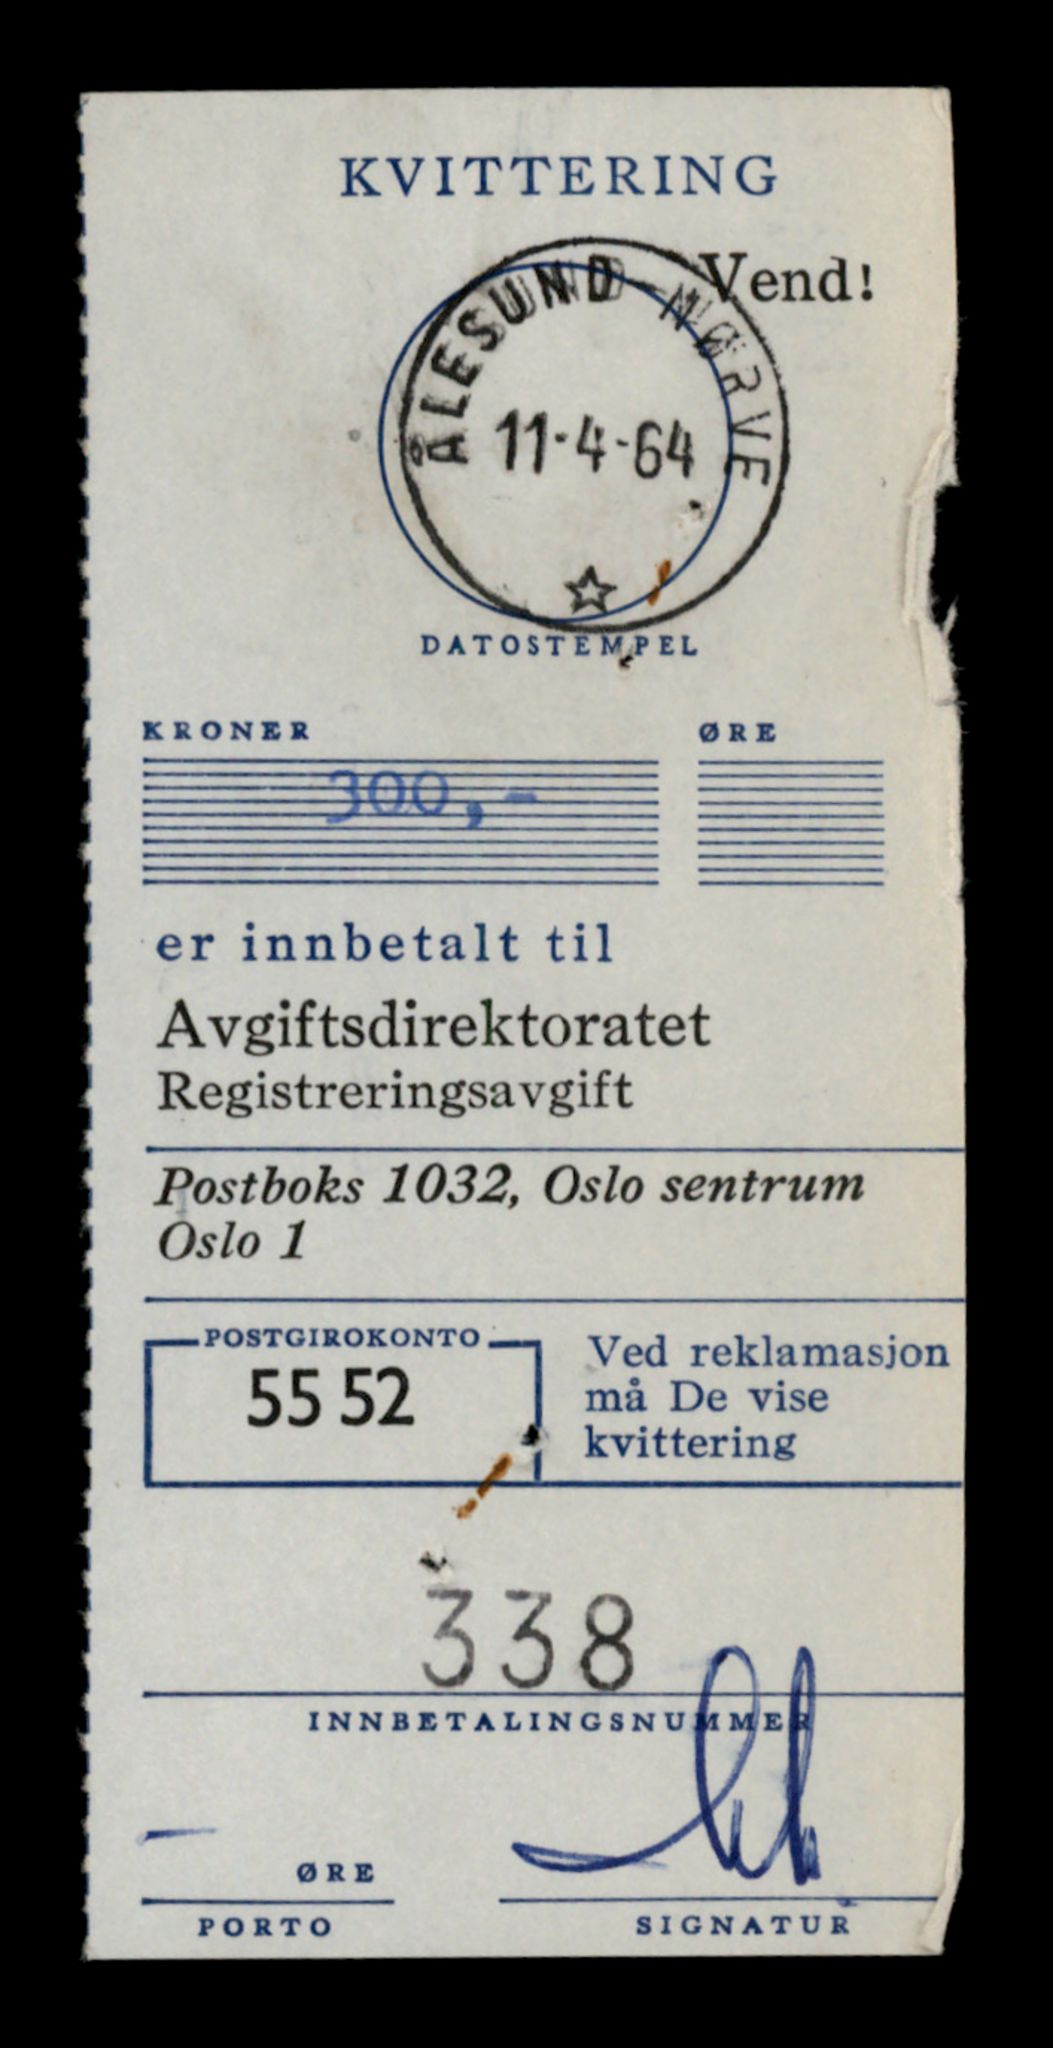 KVITTERING
Vend!
ÅLESUND - NØRVE
11-4-64
DATOSTEMPEL
KRONER ØRE
300,-
er innbetalt til
Avgiftsdirektoratet
Registreringsavgift
Postboks 1032, Oslo sentrum
Oslo 1
POSTGIROKONTO
55 52
Ved reklamasjon
må De vise
kvittering
338
INNBETALINGSNUMMER
–
ØRE
PORTO SIGNATUR